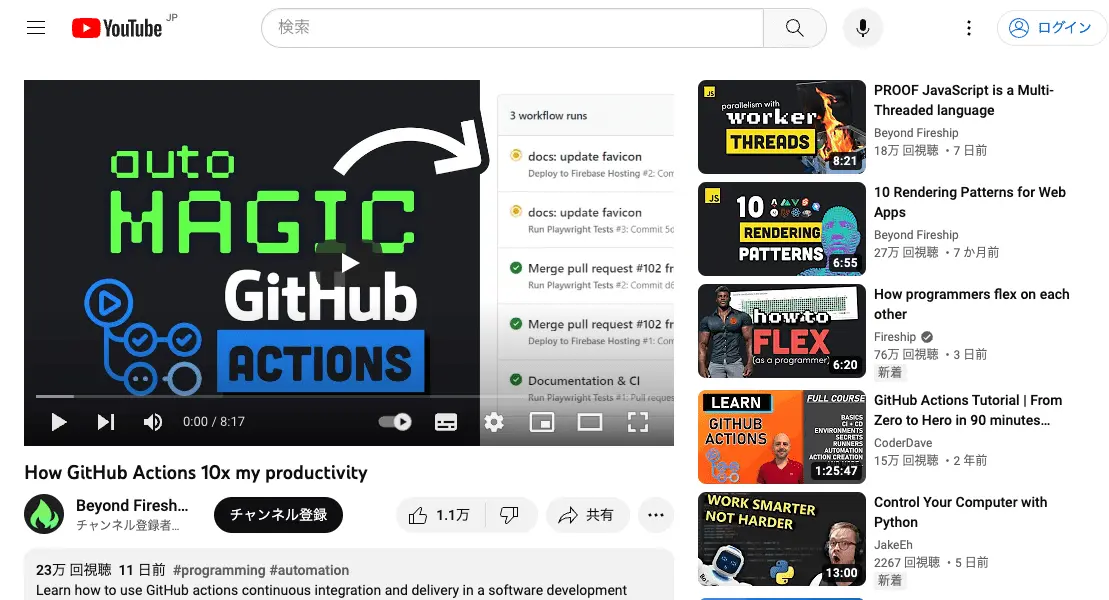 YouTube JP
検索
ログイン
auto
MAGIC
GitHub
ACTIONS
3 workflow runs
docs: update favicon
Deploy to Firebase Hosting #2: Com
docs: update favicon
Run Playwright Tests #3: Commit 5d
Merge pull request #102 fr
Run Playwright Tests #2: Commit d6
Merge pull request #102 fr
Deploy to Firebase Hosting #1: Com
Documentation & CI
Run Playwright Tests #1: Pull reques
0:00 / 8:17
How GitHub Actions 10x my productivity
Beyond Firesh...
チャンネル登録者...
チャンネル登録
1.1万
共有
23万 回視聴 11 日前 #programming #automation
Learn how to use GitHub actions continuous integration and delivery in a software development
JS
parallelism with
worker
THREADS
8:21
PROOF JavaScript is a Multi-
Threaded language
Beyond Fireship
18万 回視聴 ・7 日前
JS
10
RENDERING
PATTERNS
6:55
10 Rendering Patterns for Web
Apps
Beyond Fireship
27万 回視聴 ・7 か月前
how to
FLEX
(as a programmer)
6:20
How programmers flex on each
other
Fireship
76万 回視聴 ・3 日前
新着
LEARN
GITHUB
ACTIONS
FULL COURSE
BASICS
CI + CD
ENVIRONMENTS
SECRETS
RUNNERS
AUTOMATION
ACTION CREATION
1:25:47
GitHub Actions Tutorial | From
Zero to Hero in 90 minutes...
CoderDave
15万 回視聴 ・2 年前
WORK SMARTER
NOT HARDER
13:00
Control Your Computer with
Python
JakeEh
2267 回視聴 ・5 日前
新着